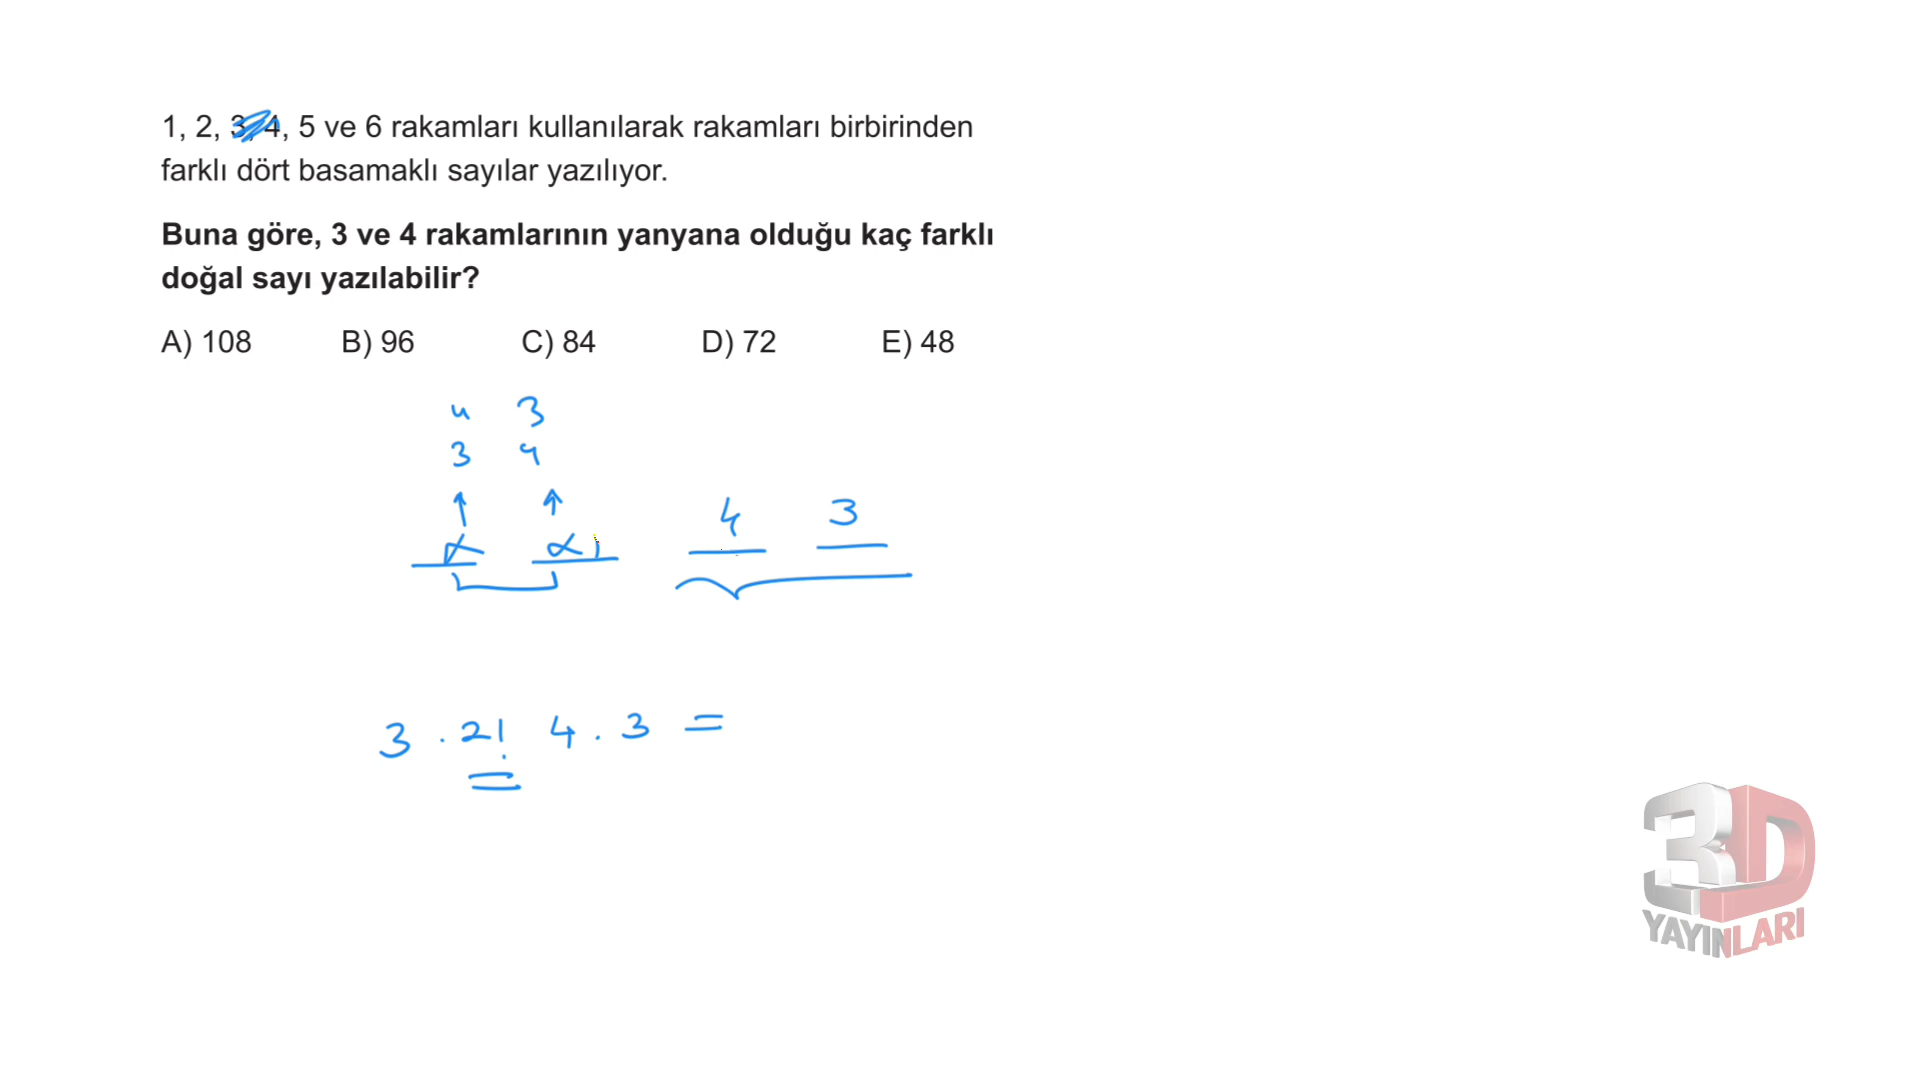 1, 2, 3, 4, 5 ve 6 rakamları kullanılarak rakamları birbirinden
farklı dört basamaklı sayılar yazılıyor.
Buna göre, 3 ve 4 rakamlarının yanyana olduğu kaç farklı
doğal sayı yazılabilir?
A) 108 B) 96 C) 84 D) 72 E) 48
4 3
3 4
4 3
3 . 2! 4 . 3 =
3D
YAYINLARI